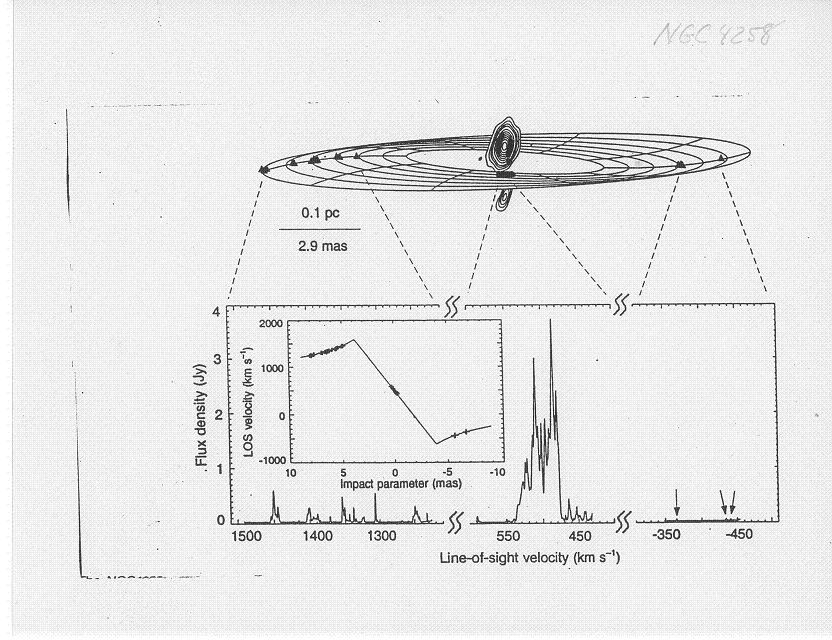 NGC 4258
0.1 pc
2.9 mas
4
3
2
1
0
Flux density (Jy)
2000
1000
0
-1000
LOS velocity (km s⁻¹)
10 5 0 -5 -10
Impact parameter (mas)
1500 1400 1300 550 450 -350 -450
Line-of-sight velocity (km s⁻¹)